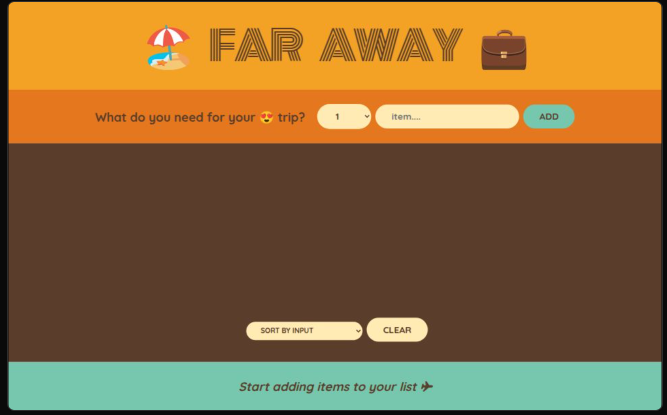 🏖️ FAR AWAY 💼
What do you need for your 😍 trip? 1 item.... ADD
SORT BY INPUT CLEAR
Start adding items to your list ✈